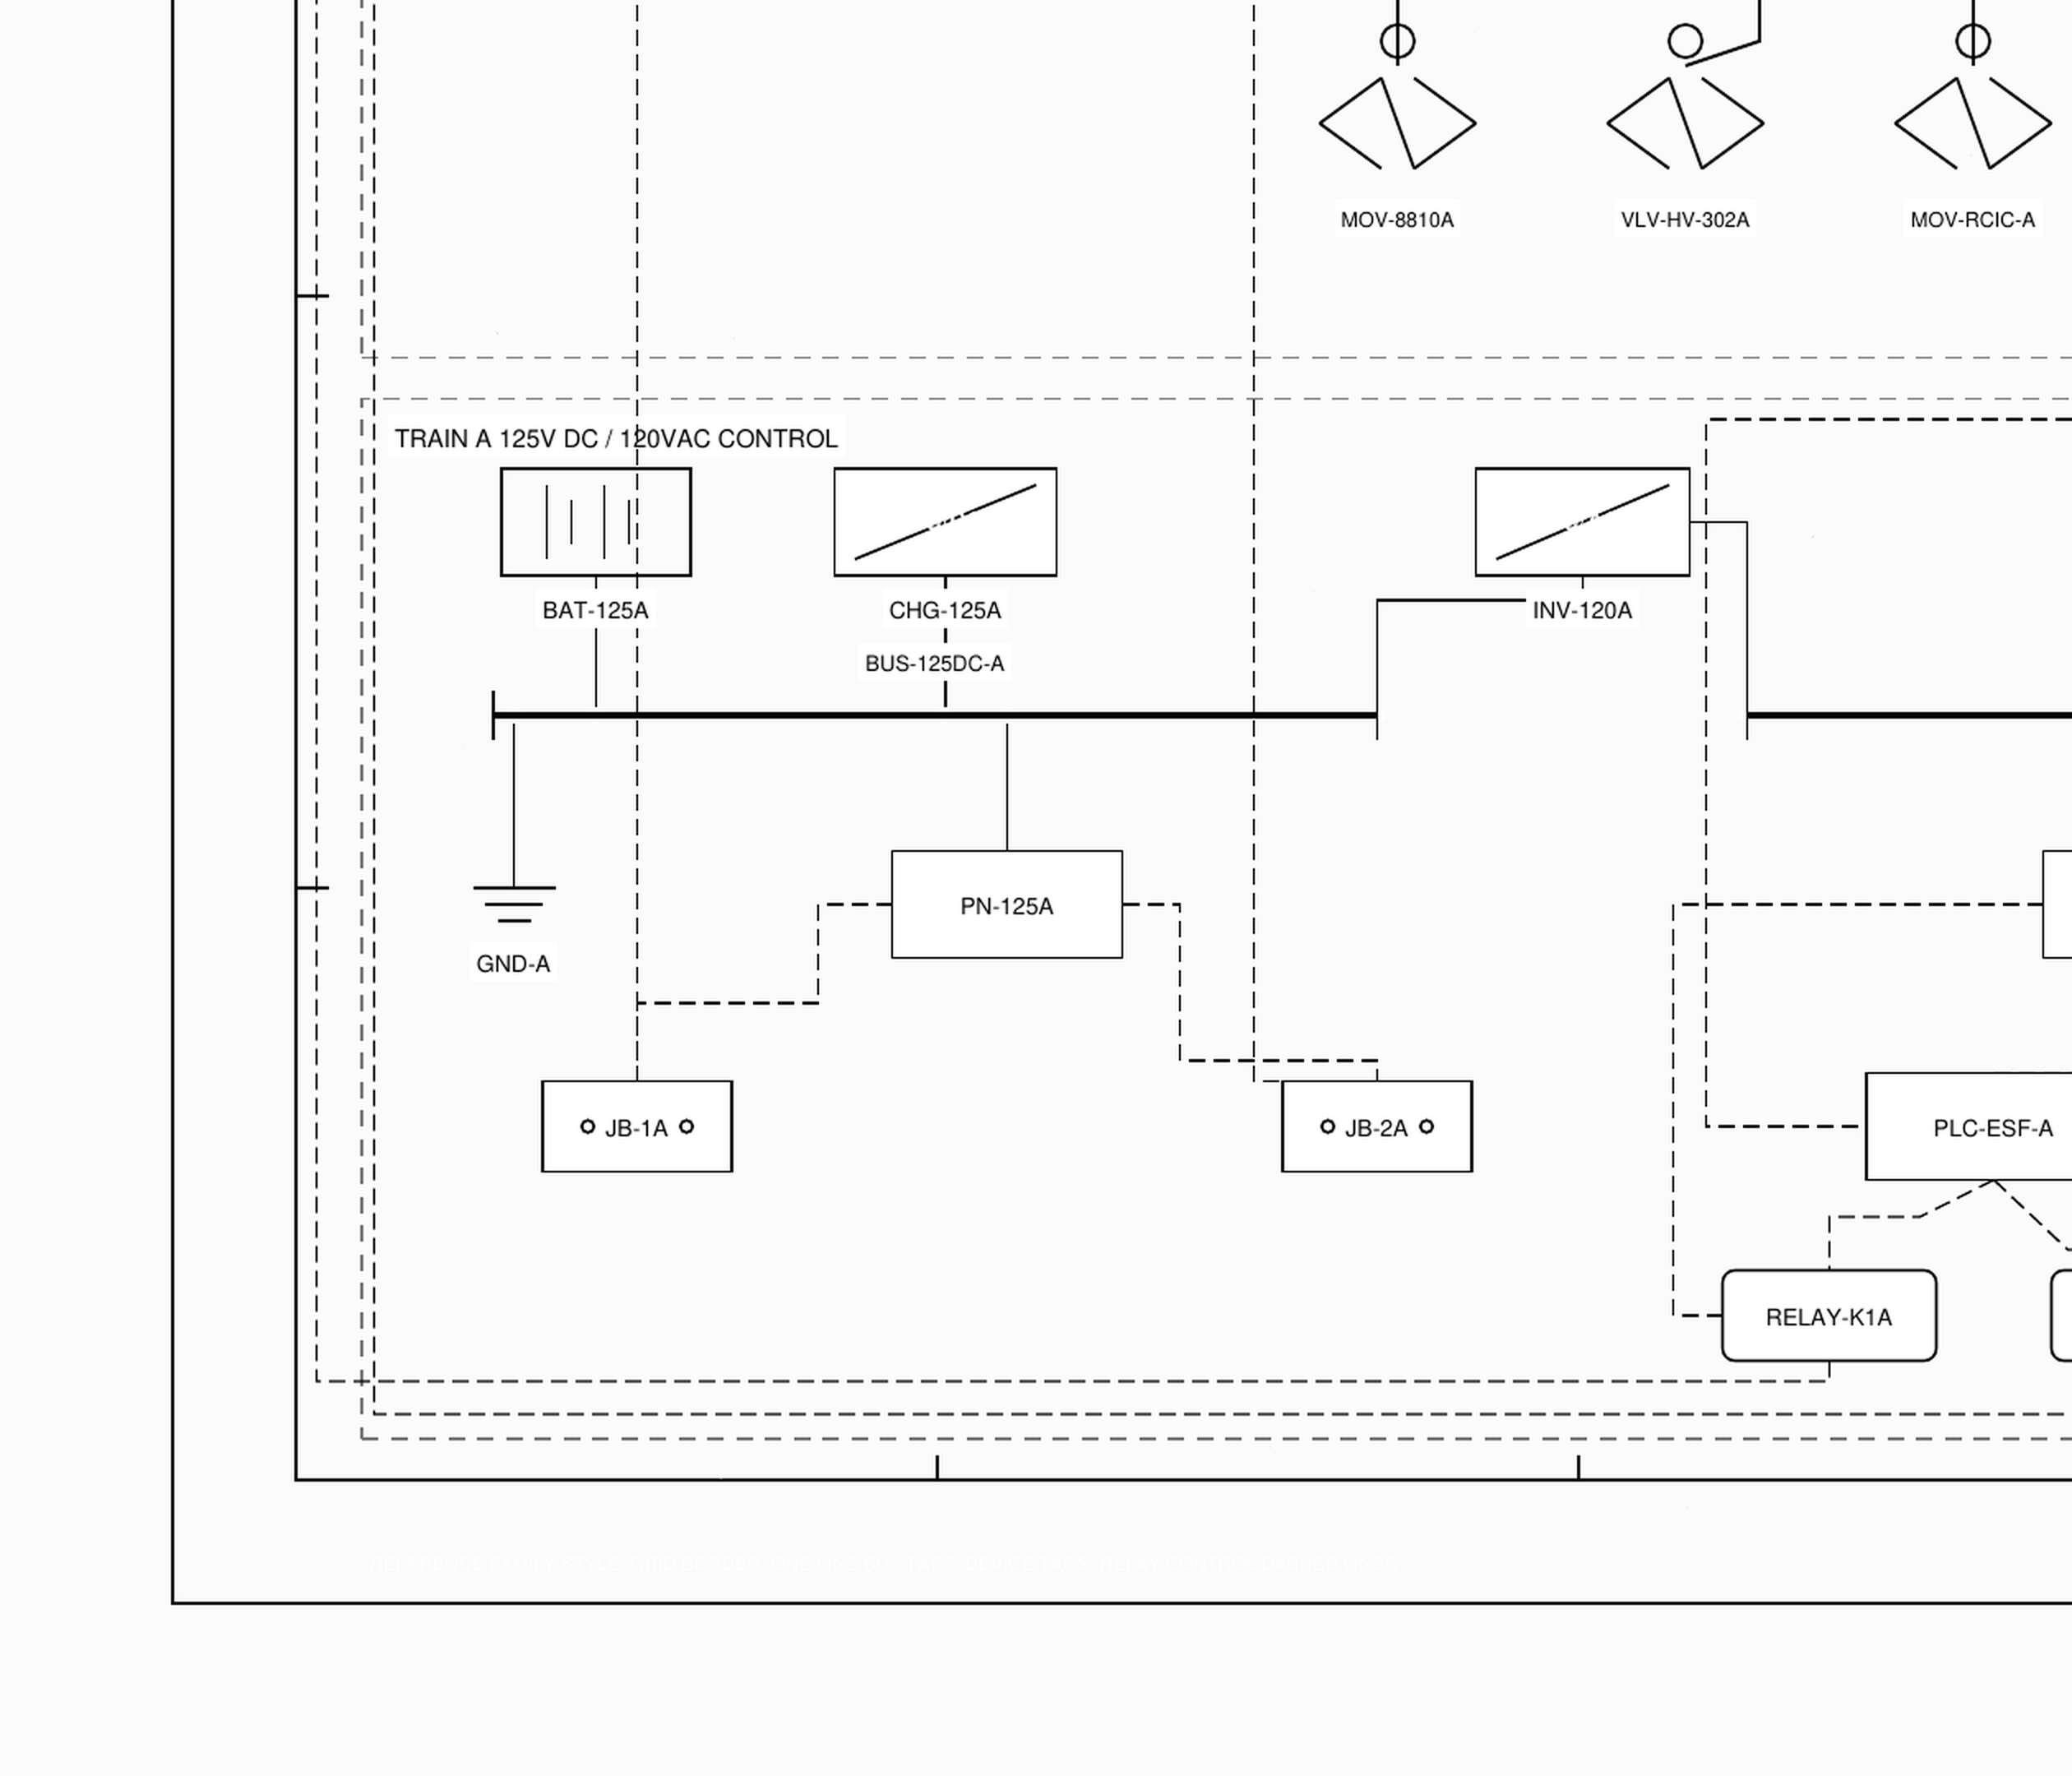 MOV-8810A
VLV-HV-302A
MOV-RCIC-A
TRAIN A 125V DC / 120VAC CONTROL
BAT-125A
CHG-125A
INV-120A
BUS-125DC-A
PN-125A
GND-A
JB-1A
JB-2A
PLC-ESF-A
RELAY-K1A